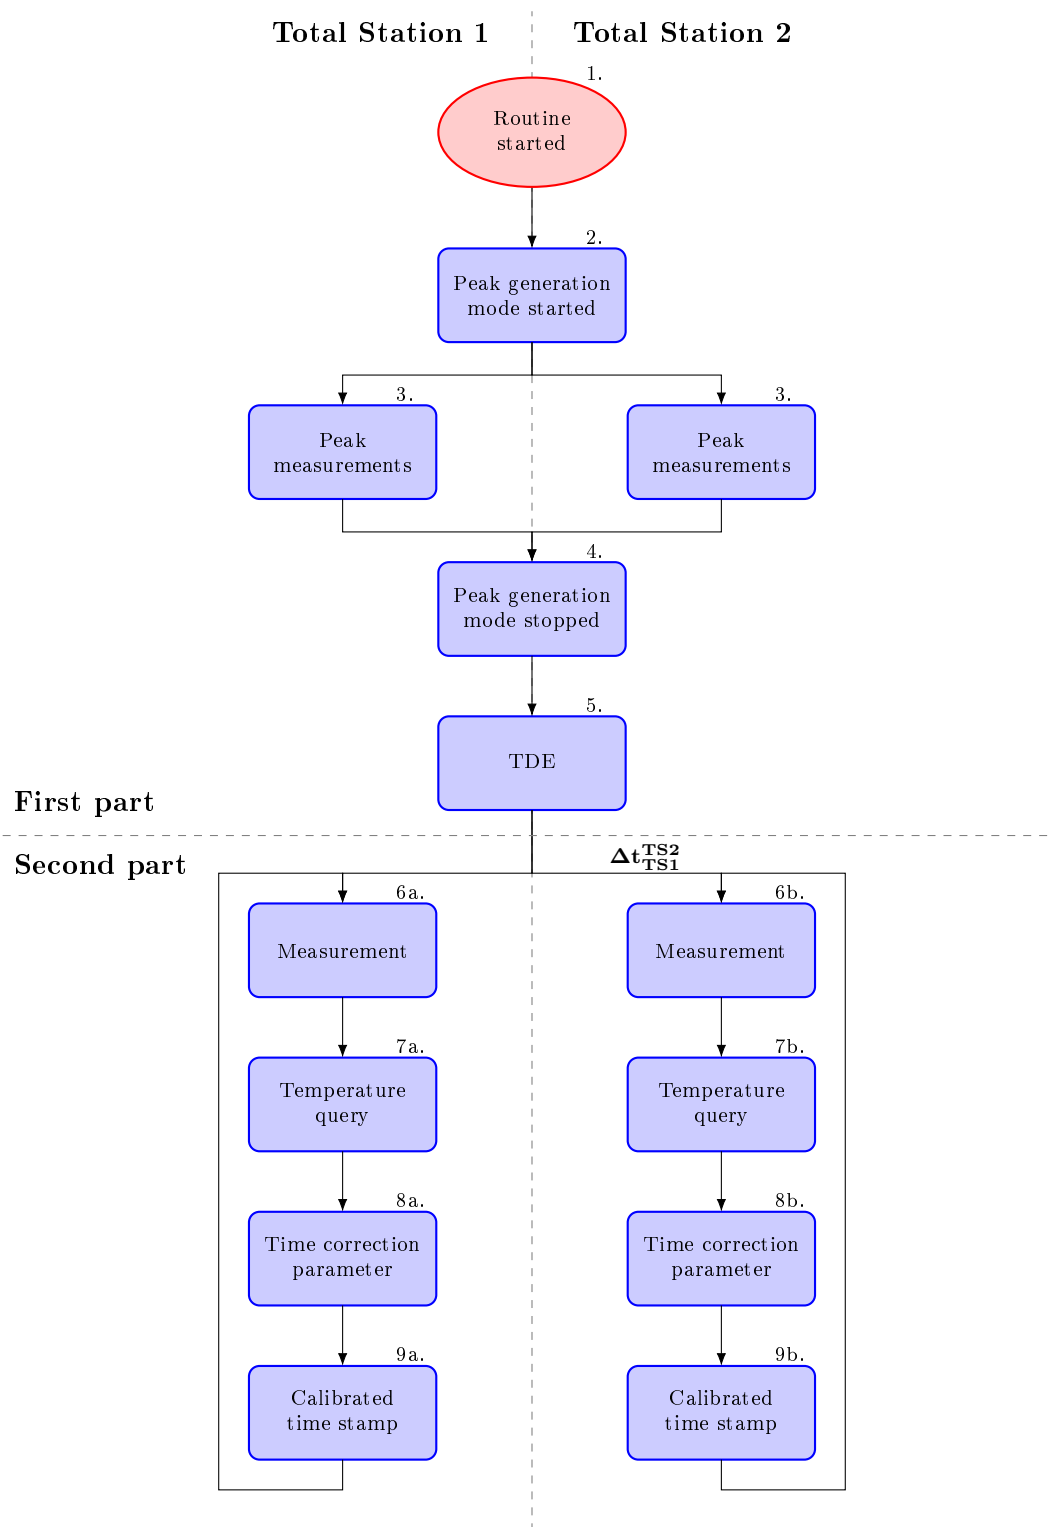 Total Station 1
Total Station 2
1.
Routine
started
2.
Peak generation
mode started
3.
Peak
measurements
3.
Peak
measurements
4.
Peak generation
mode stopped
5.
TDE
First part
Second part
Δt_TS1^TS2
6a.
Measurement
6b.
Measurement
7a.
Temperature
query
7b.
Temperature
query
8a.
Time correction
parameter
8b.
Time correction
parameter
9a.
Calibrated
time stamp
9b.
Calibrated
time stamp